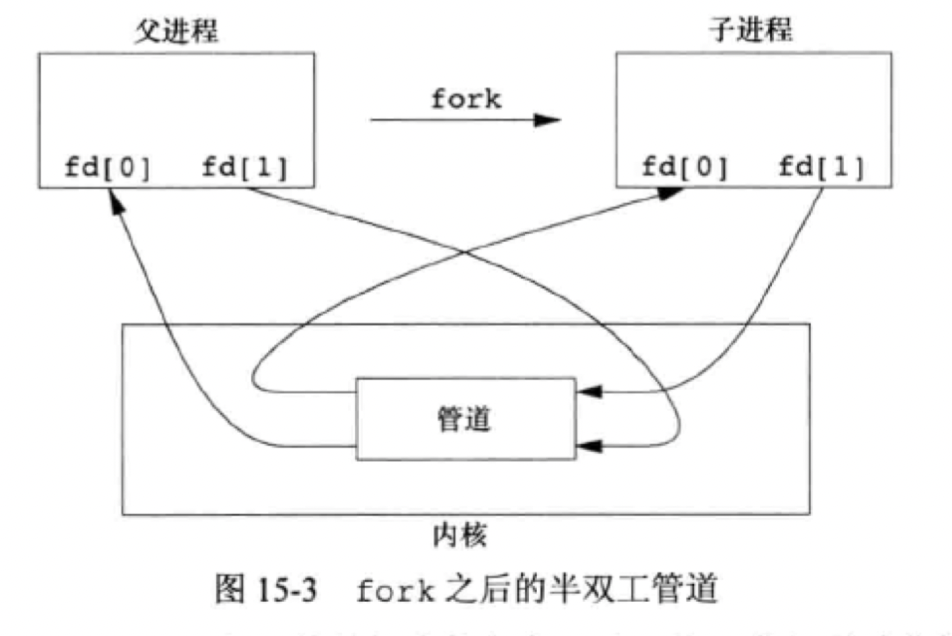 父进程
子进程
fork
fd[0] fd[1]
fd[0] fd[1]
管道
内核
图 15-3 fork 之后的半双工管道